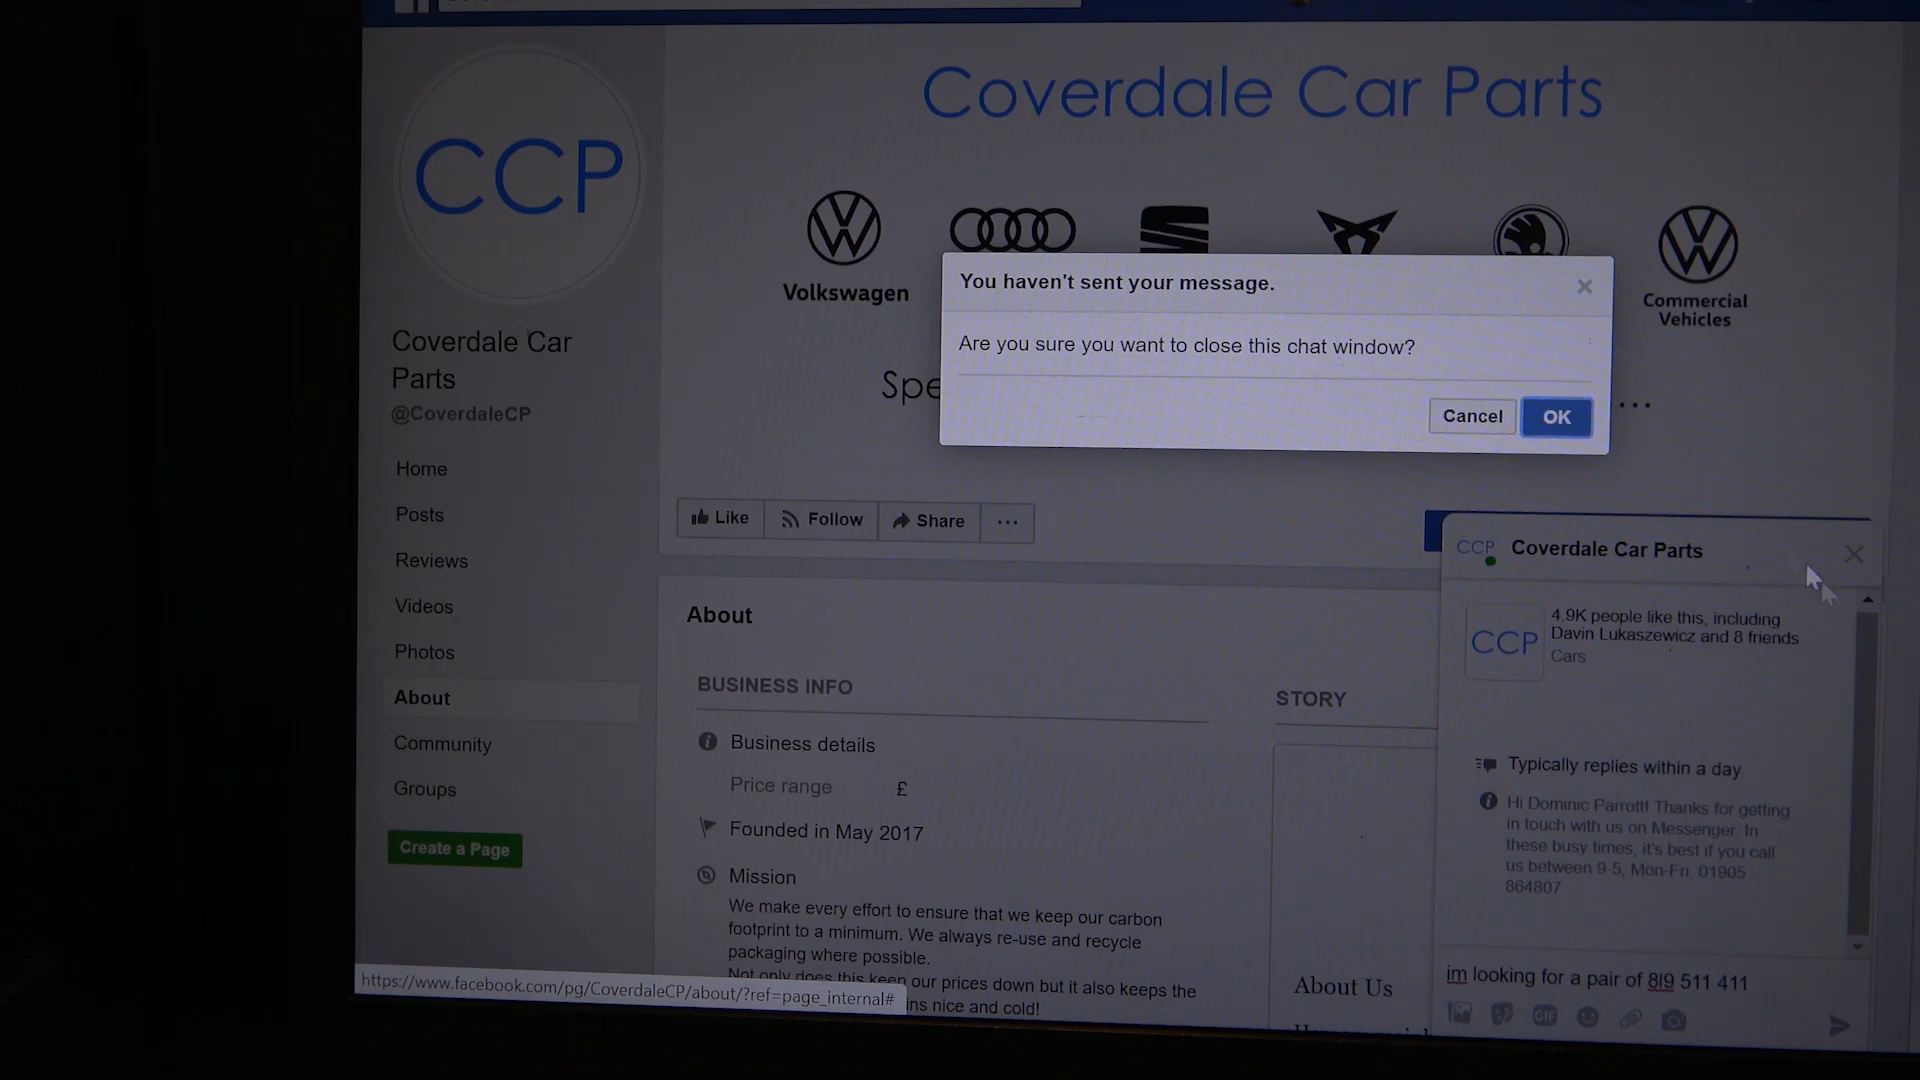 Coverdale Car Parts
CCP
Volkswagen
Commercial
Vehicles
Spe
...
You haven't sent your message.
Are you sure you want to close this chat window?
Cancel
OK
Coverdale Car
Parts
@CoverdaleCP
Home
Posts
Reviews
Videos
Photos
About
Community
Groups
Create a Page
Like
Follow
Share
...
About
BUSINESS INFO
Business details
Price range £
Founded in May 2017
Mission
We make every effort to ensure that we keep our carbon
footprint to a minimum. We always re-use and recycle
packaging where possible.
Not only does this keep our prices down but it also keeps the
ins nice and cold!
STORY
About Us
https://www.facebook.com/pg/CoverdaleCP/about/?ref=page_internal#
CCP Coverdale Car Parts
CCP
4.9K people like this, including
Davin Lukaszewicz and 8 friends
Cars
Typically replies within a day
Hi Dominic Parrott! Thanks for getting
in touch with us on Messenger. In
these busy times, it's best if you call
us between 9-5, Mon-Fri. 01905
864807
im looking for a pair of 8l9 511 411
GIF